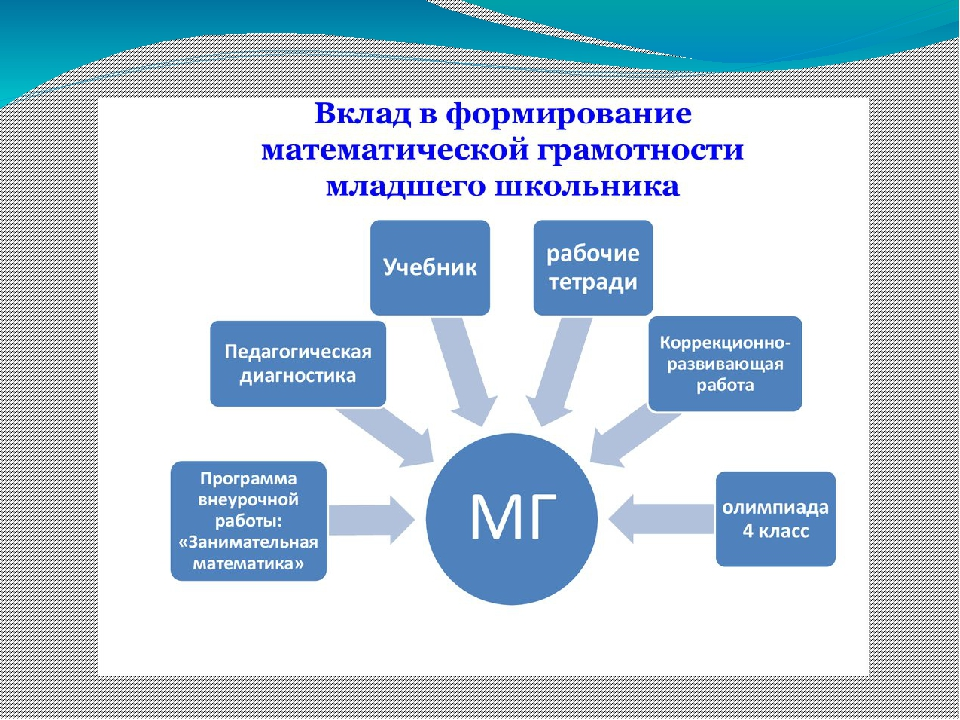 Вклад в формирование
математической грамотности
младшего школьника
Учебник
рабочие
тетради
Педагогическая
диагностика
Коррекционно-
развивающая
работа
Программа
внеурочной
работы:
«Занимательная
математика»
МГ
олимпиада
4 класс